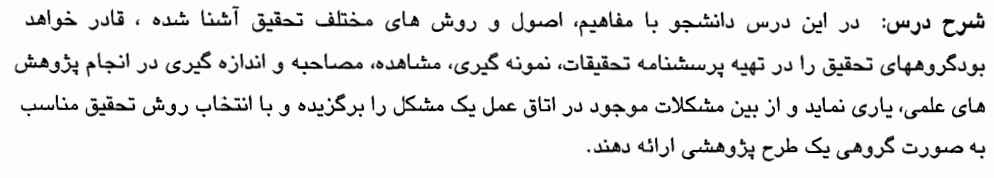 شرح درس: در این درس دانشجو با مفاهیم، اصول و روش های مختلف تحقیق آشنا شده ، قادر خواهد
بودگروههای تحقیق را در تهیه پرسشنامه تحقیقات، نمونه گیری، مشاهده، مصاحبه و اندازه گیری در انجام پژوهش
های علمی، یاری نماید و از بین مشکلات موجود در اتاق عمل یک مشکل را برگزیده و با انتخاب روش تحقیق مناسب
به صورت گروهی یک طرح پژوهشی ارائه دهند.